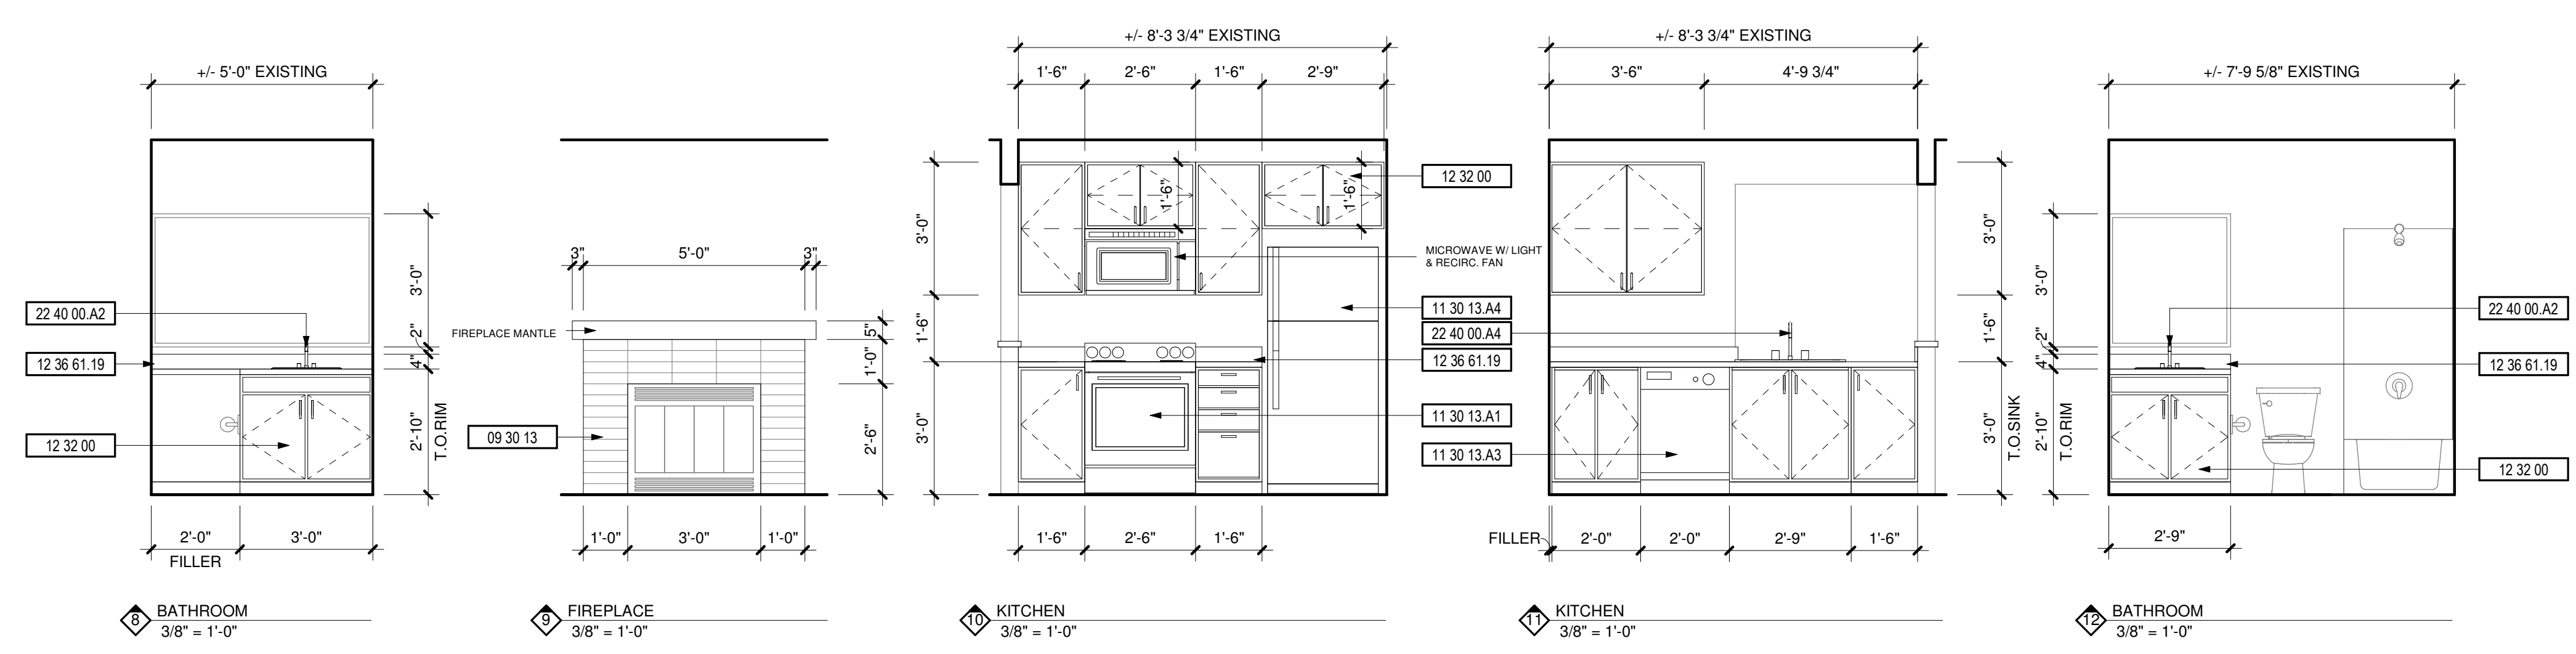 +/- 5'-0" EXISTING
22 40 00.A2
12 36 61.19
12 32 00
3'-0"
2"
4"
2'-10"
T.O.RIM
2'-0"
3'-0"
FILLER
8
BATHROOM
3/8" = 1'-0"
3"
5'-0"
3"
FIREPLACE MANTLE
09 30 13
5"
1'-0"
2'-6"
1'-0"
3'-0"
1'-0"
9
FIREPLACE
3/8" = 1'-0"
+/- 8'-3 3/4" EXISTING
1'-6"
2'-6"
1'-6"
2'-9"
3'-0"
1'-6"
3'-0"
1'-6"
1'-6"
12 32 00
MICROWAVE W/ LIGHT
& RECIRC. FAN
11 30 13.A4
22 40 00.A4
12 36 61.19
11 30 13.A1
11 30 13.A3
1'-6"
2'-6"
1'-6"
10
KITCHEN
3/8" = 1'-0"
+/- 8'-3 3/4" EXISTING
3'-6"
4'-9 3/4"
3'-0"
1'-6"
3'-0"
T.O.SINK
FILLER
2'-0"
2'-0"
2'-9"
1'-6"
11
KITCHEN
3/8" = 1'-0"
+/- 7'-9 5/8" EXISTING
3'-0"
2"
4"
2'-10"
T.O.RIM
22 40 00.A2
12 36 61.19
12 32 00
2'-9"
12
BATHROOM
3/8" = 1'-0"